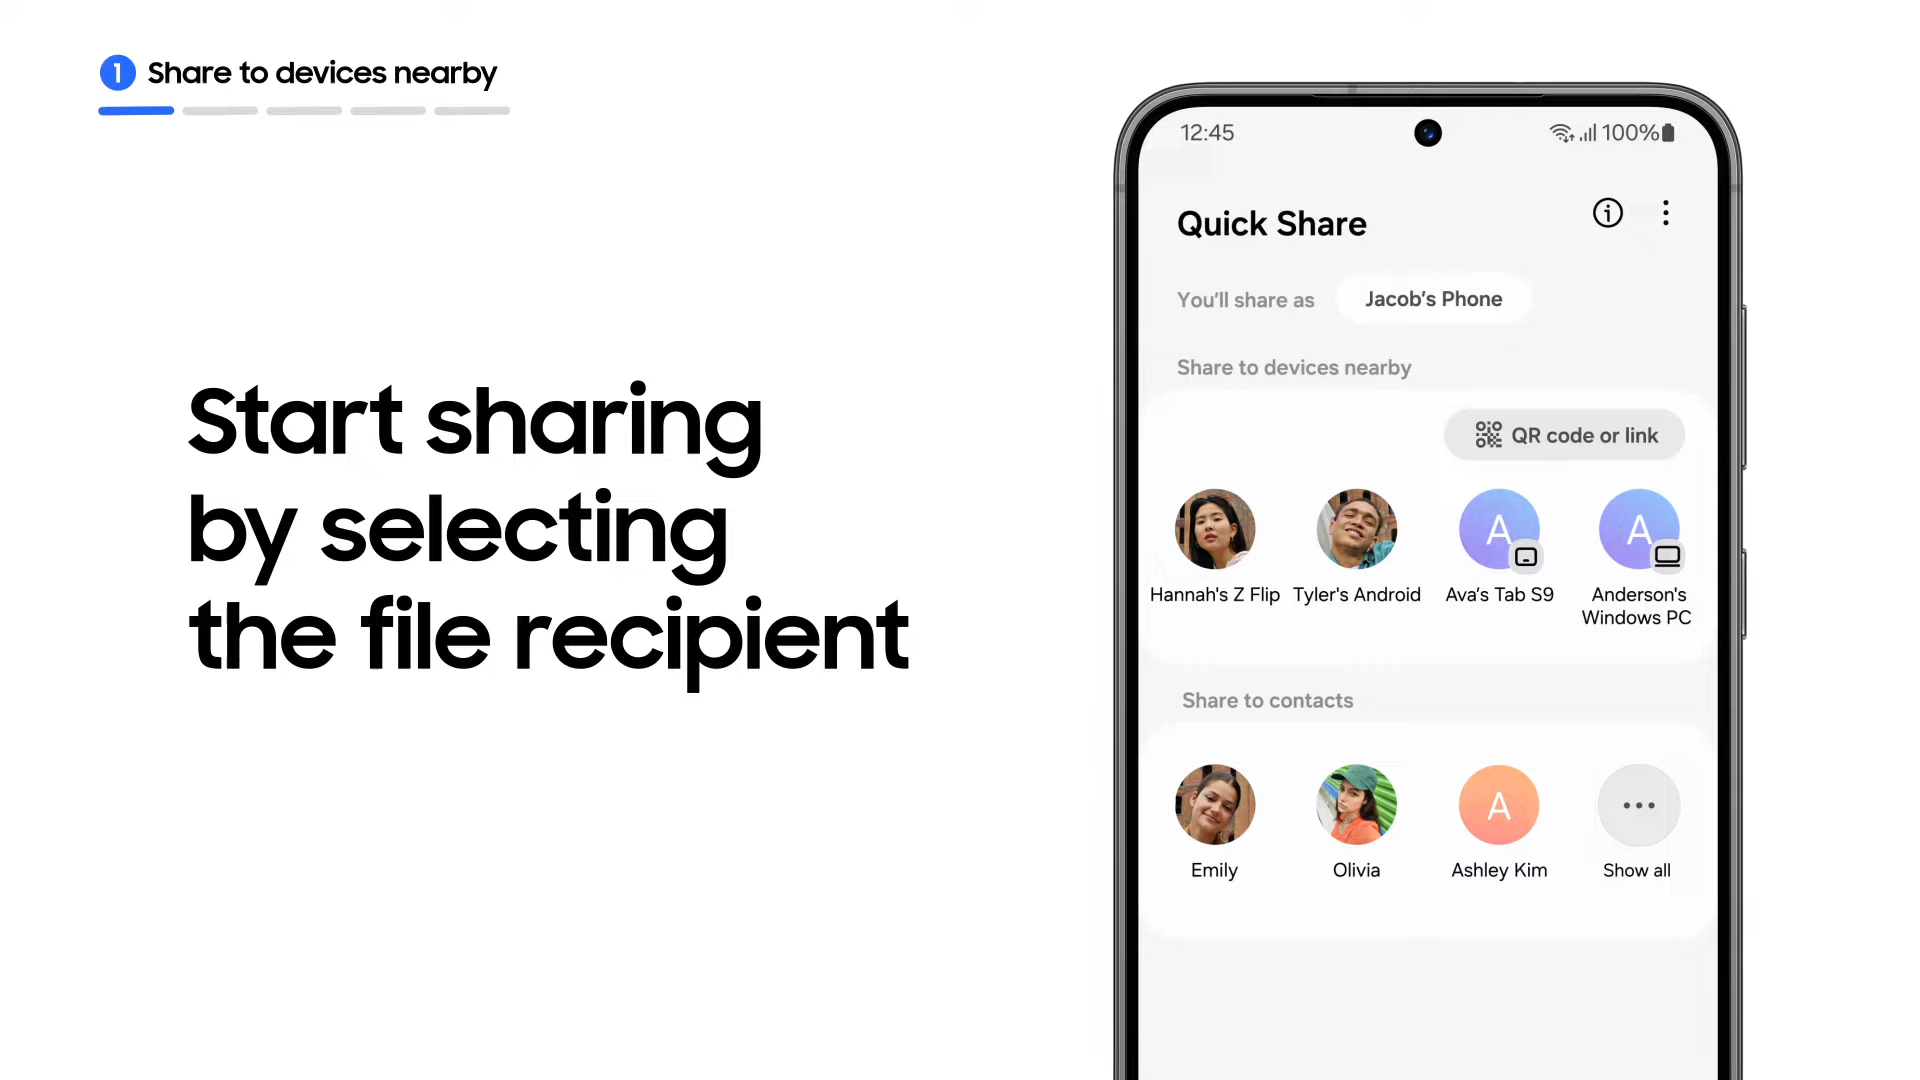 1 Share to devices nearby
Start sharing
by selecting
the file recipient
12:45
100%
Quick Share
You'll share as
Jacob's Phone
Share to devices nearby
QR code or link
A
A
Hannah's Z Flip
Tyler's Android
Ava's Tab S9
Anderson's
Windows PC
Share to contacts
A
Emily
Olivia
Ashley Kim
Show all